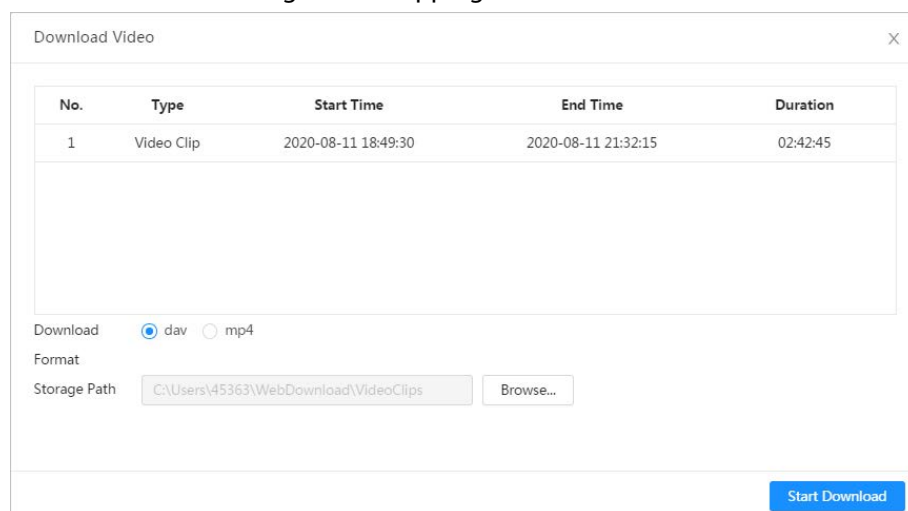 Download Video X
No. Type Start Time End Time Duration
1 Video Clip 2020-08-11 18:49:30 2020-08-11 21:32:15 02:42:45
Download dav mp4
Format
Storage Path C:\Users\45363\WebDownload\VideoClips Browse...
Start Download